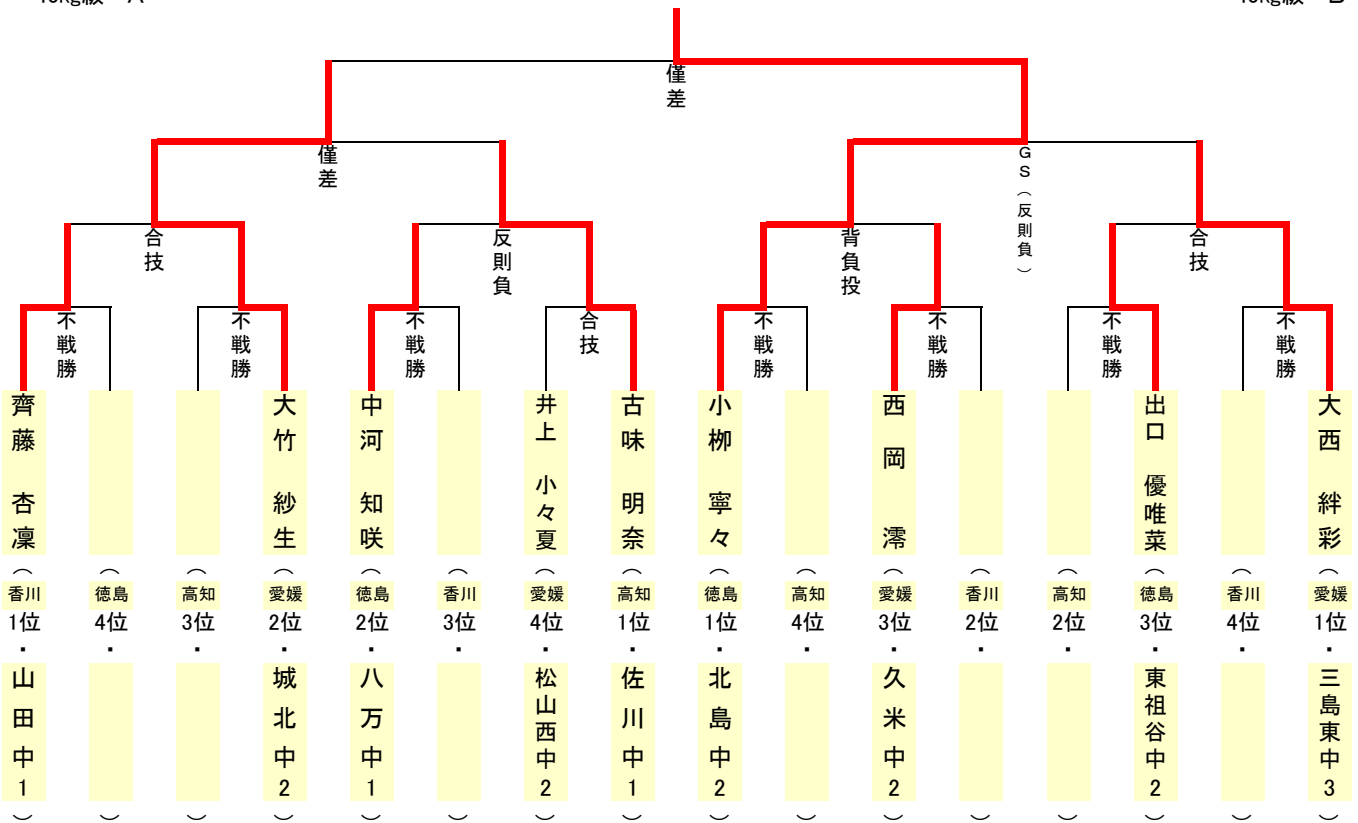 僅差
僅差
GS(反則負)
合技
反則負
背負投
合技
不戦勝
不戦勝
不戦勝
合技
不戦勝
不戦勝
不戦勝
不戦勝
齊藤 杏凜(香川1位・山田中1)
(徳島4位・)
(高知3位・)
大竹 紗生(愛媛2位・城北中2)
中河 知咲(徳島2位・八万中1)
(香川3位・)
井上 小々夏(愛媛4位・松山西中2)
古味 明奈(高知1位・佐川中1)
小栁 寧々(徳島1位・北島中2)
(高知4位・)
西岡 澪(愛媛3位・久米中2)
(香川2位・)
(高知2位・)
出口 優唯菜(徳島3位・東祖谷中2)
(香川4位・)
大西 絆彩(愛媛1位・三島東中3)